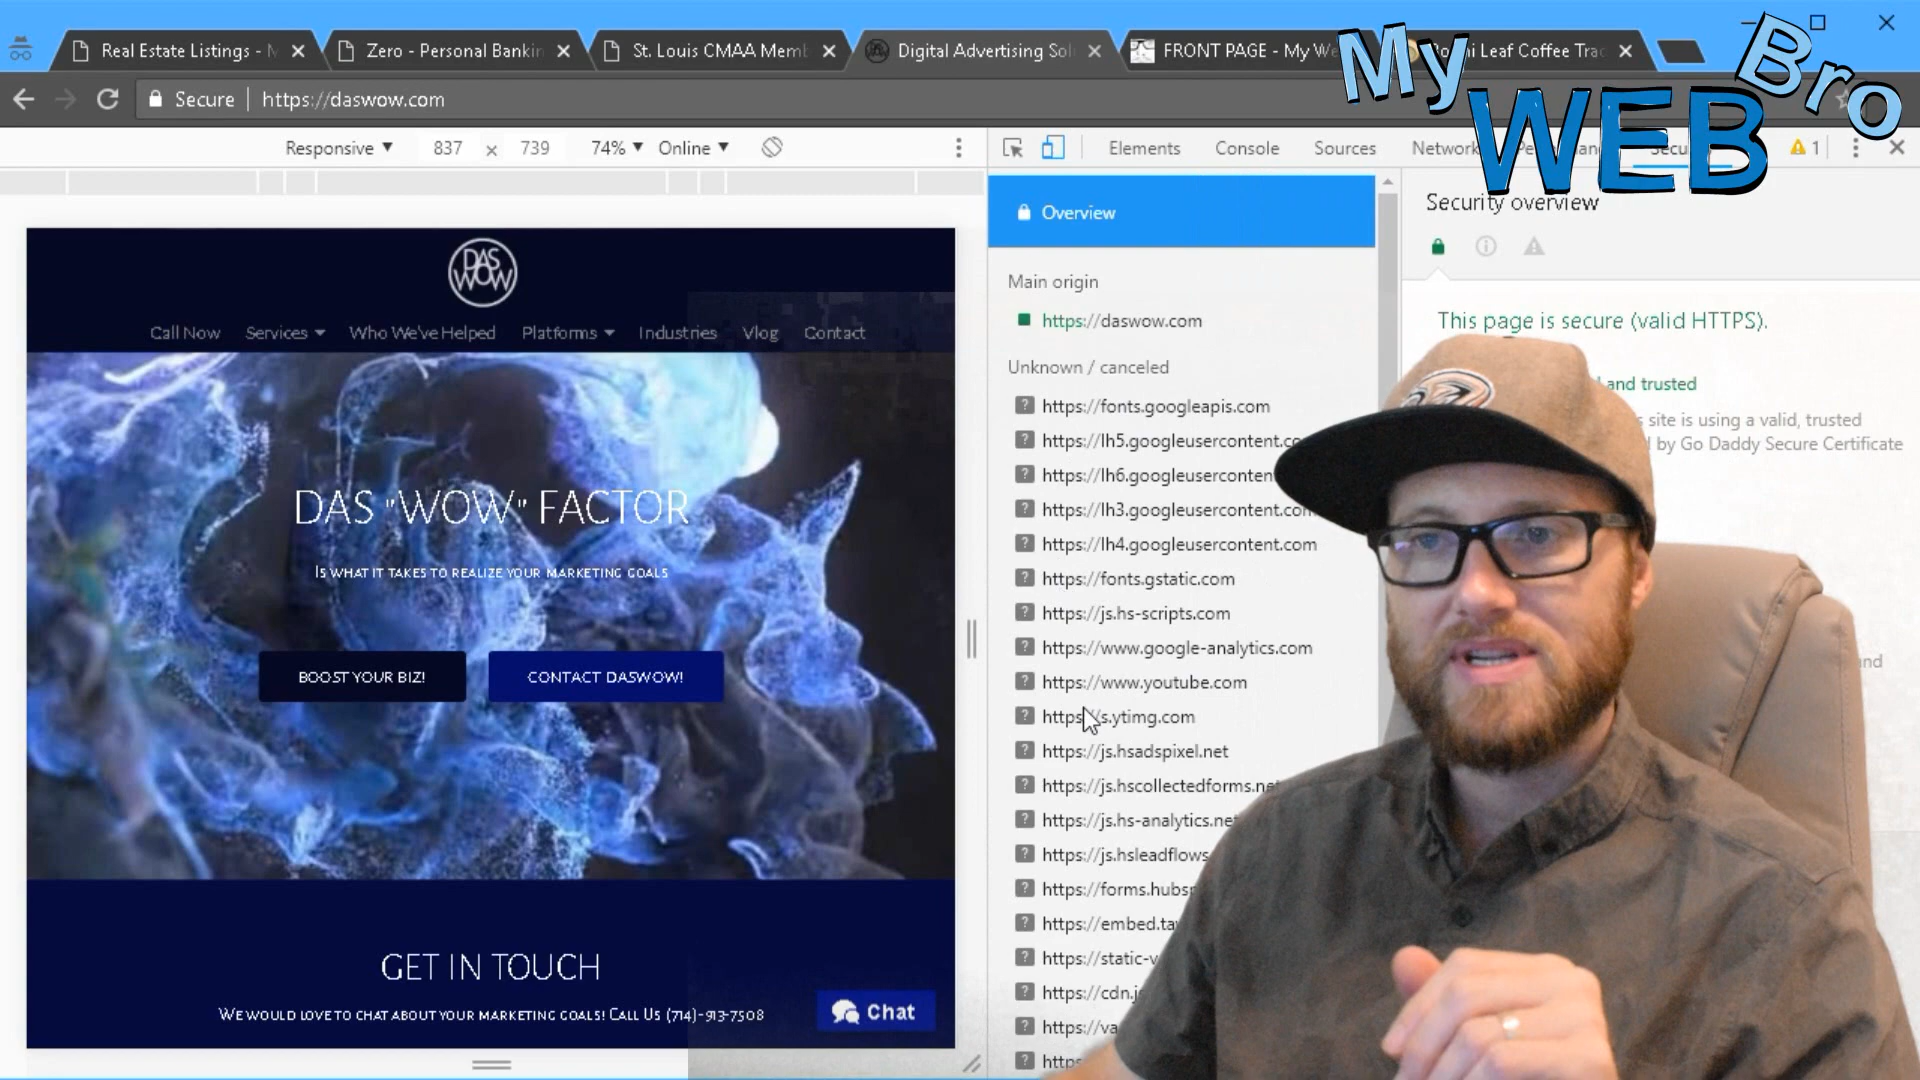 Real Estate Listings -
Zero - Personal Bankin
St. Louis CMAA Memb
Digital Advertising Sol
FRONT PAGE - My We
Leaf Coffee Trac
My WEB Bro
Secure
https://daswow.com
Responsive
837 x 739
74%
Online
Elements
Console
Sources
Network
1
Overview
Security overview
Main origin
https://daswow.com
This page is secure (valid HTTPS).
Unknown / canceled
and trusted
https://fonts.googleapis.com
site is using a valid, trusted
https://lh5.googleusercontent.co
by Go Daddy Secure Certificate
https://lh6.googleusercontent
https://lh3.googleusercontent.com
https://lh4.googleusercontent.com
https://fonts.gstatic.com
https://js.hs-scripts.com
https://www.google-analytics.com
https://www.youtube.com
https://s.ytimg.com
https://js.hsadspixel.net
https://js.hscollectedforms.ne
https://js.hs-analytics.net
https://js.hsleadflows
https://forms.hubsp
https://embed.ta
https://static-v
https://cdn.j
https://va
https:
DAS WOW
Call Now
Services
Who We've Helped
Platforms
Industries
Vlog
Contact
DAS "WOW" FACTOR
Is what it takes to realize your marketing goals
BOOST YOUR BIZ!
CONTACT DASWOW!
GET IN TOUCH
We would love to chat about your marketing goals! Call Us (714)-913-7508
Chat